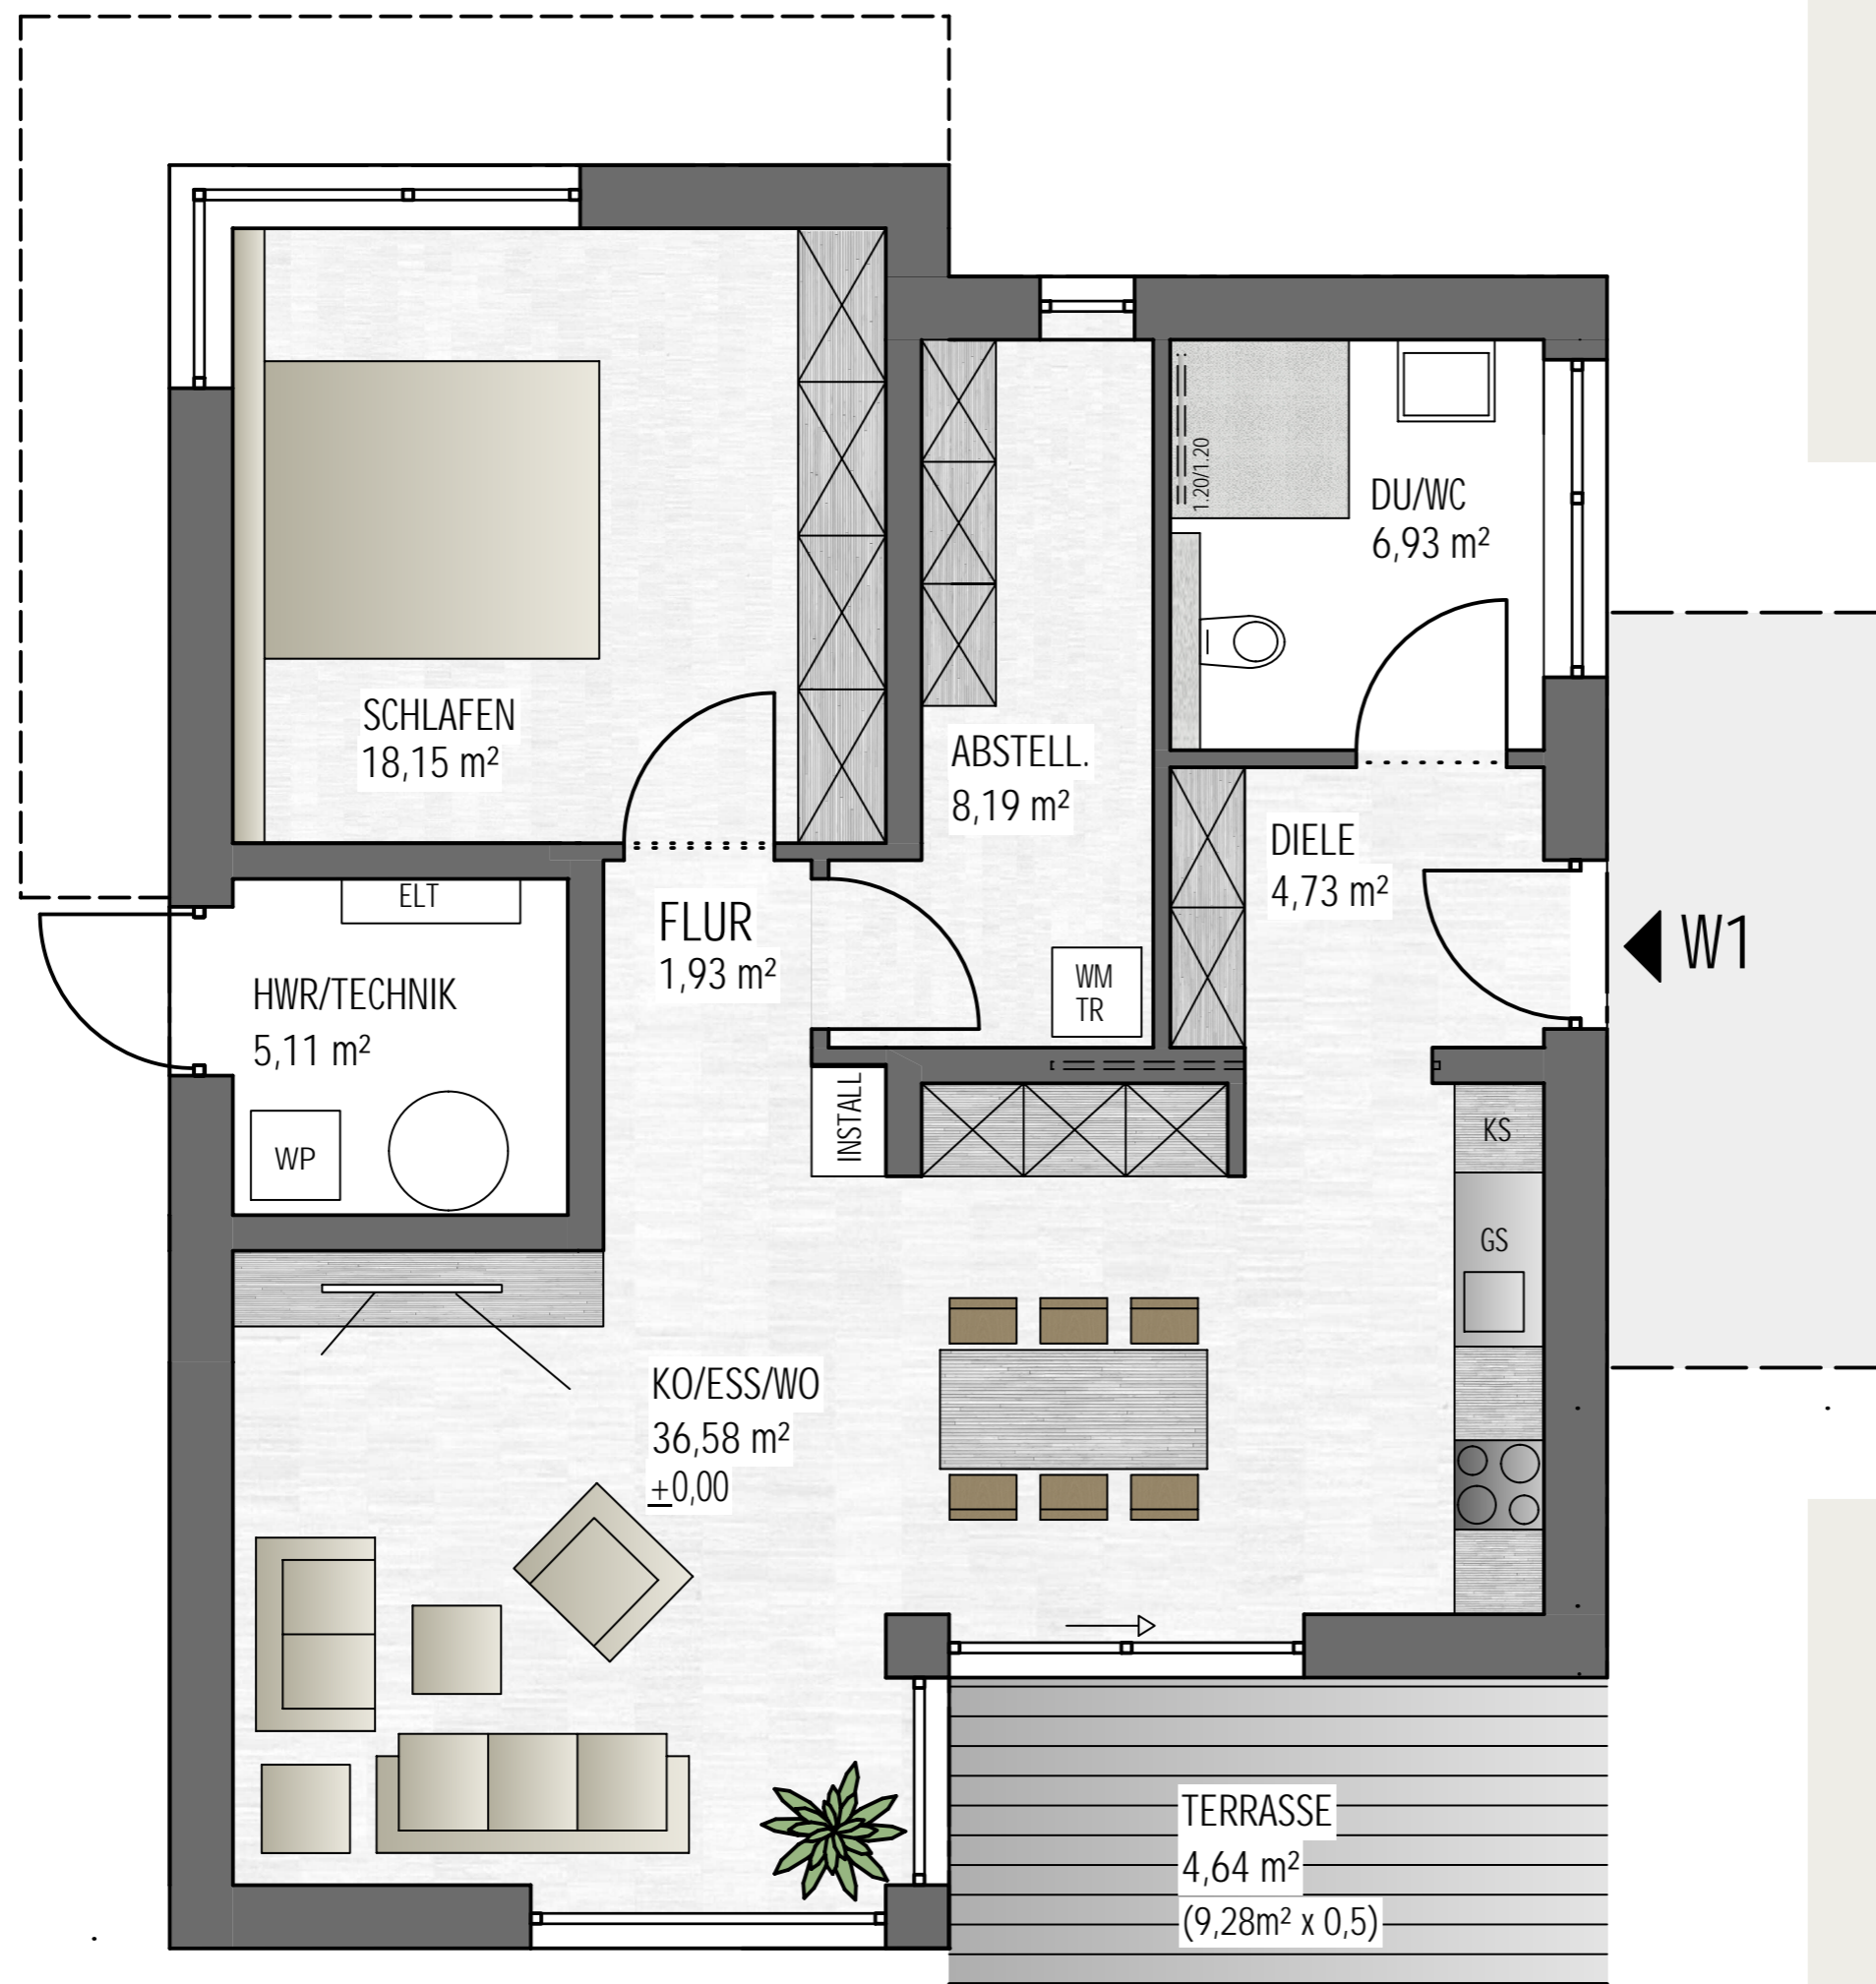 1.20/1.20
DU/WC
6,93 m²
SCHLAFEN
18,15 m²
ABSTELL.
8,19 m²
DIELE
4,73 m²
ELT
FLUR
1,93 m²
W1
HWR/TECHNIK
5,11 m²
WM
TR
INSTALL
KS
WP
GS
KO/ESS/WO
36,58 m²
±0,00
TERRASSE
4,64 m²
(9,28m² x 0,5)